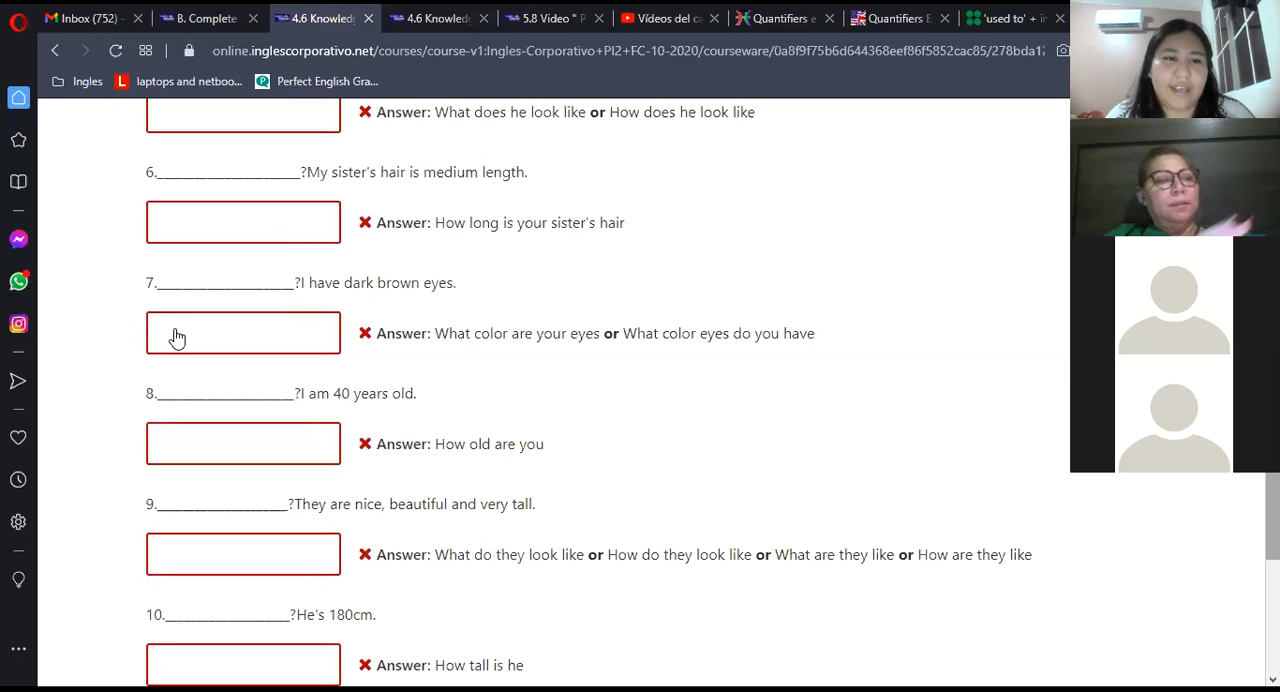 Inbox (752) -
B. Complete
4.6 Knowled
4.6 Knowled
5.8 Video " P
Vídeos del ca
Quantifiers e
Quantifiers E
'used to' + in
online.inglescorporativo.net/courses/course-v1:Ingles-Corporativo+PI2+FC-10-2020/courseware/0a8f9f75b6d644368eef86f5852cac85/278bda12
Ingles
laptops and netboo...
Perfect English Gra...
Answer: What does he look like or How does he look like
6.____________________?My sister's hair is medium length.
Answer: How long is your sister's hair
7.___________________?I have dark brown eyes.
Answer: What color are your eyes or What color eyes do you have
8.___________________?I am 40 years old.
Answer: How old are you
9.__________________?They are nice, beautiful and very tall.
Answer: What do they look like or How do they look like or What are they like or How are they like
10.__________________?He's 180cm.
Answer: How tall is he